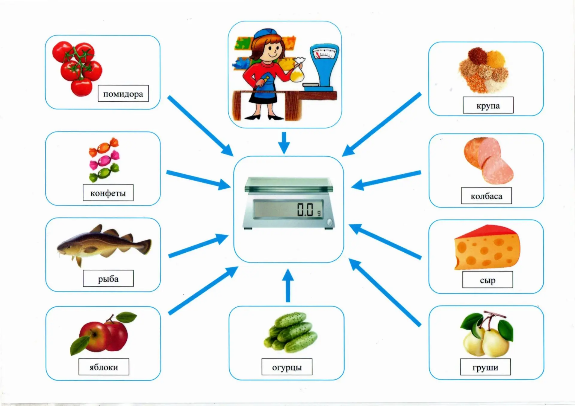 помидора
крупа
конфеты
колбаса
0.0 g
рыба
сыр
яблоки
огурцы
груши